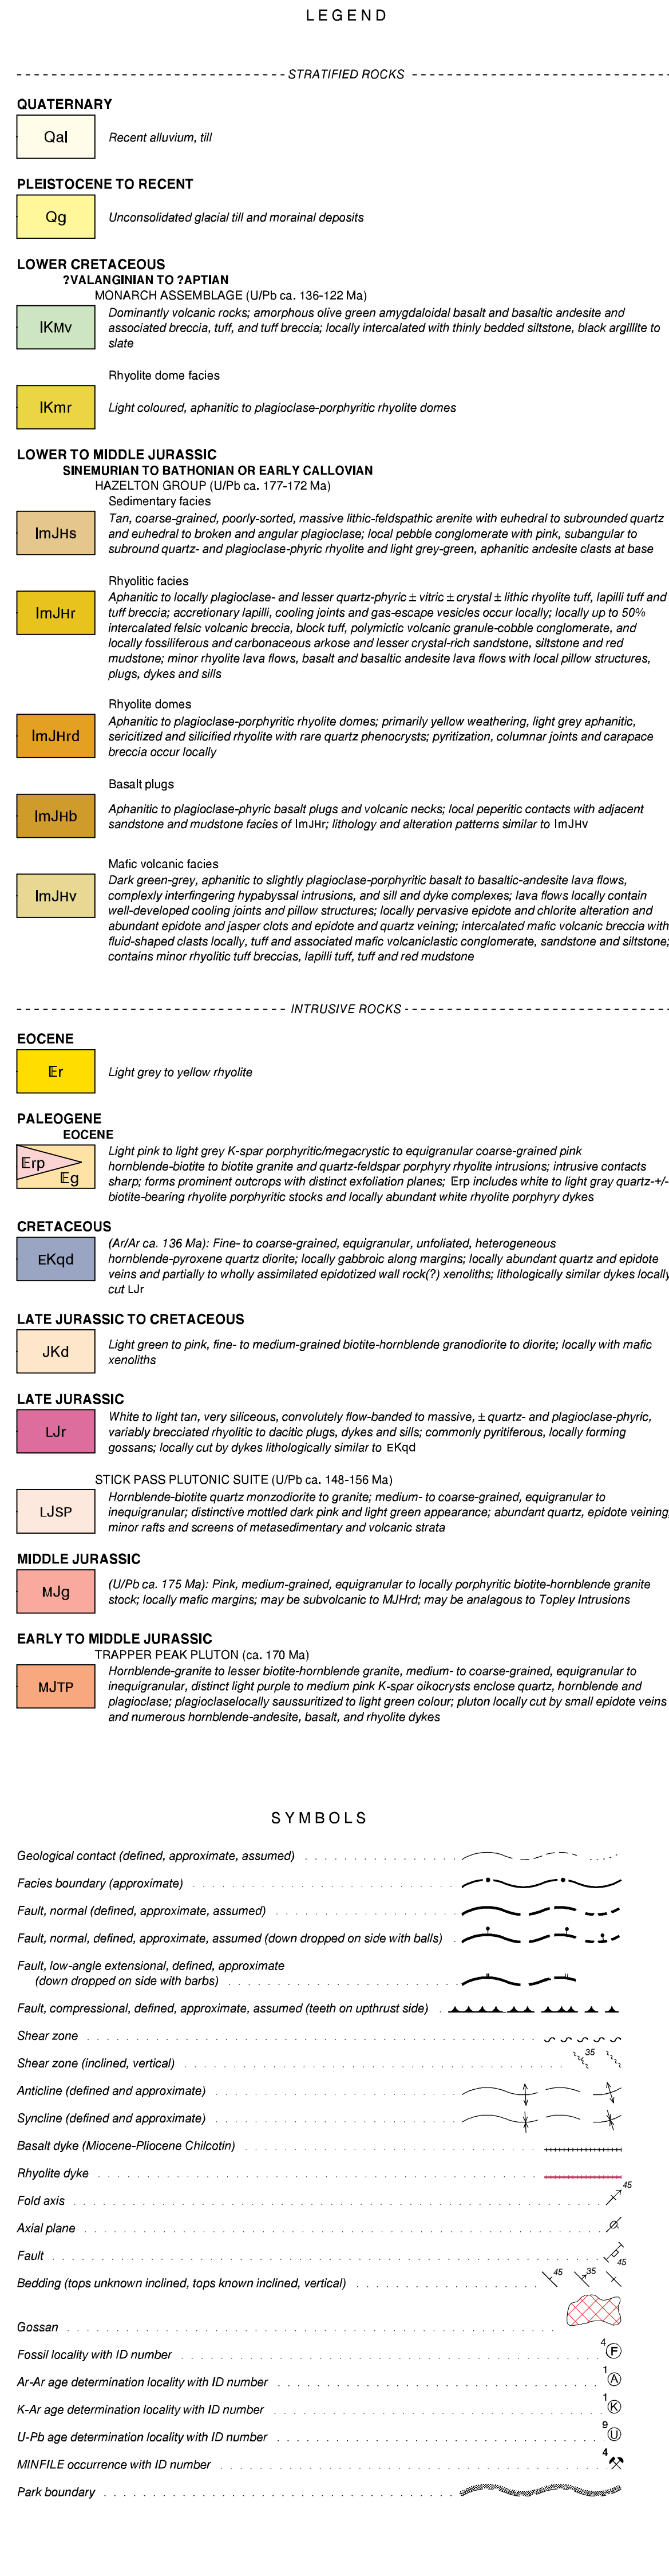 LEGEND
STRATIFIED ROCKS
QUATERNARY
Qal
Recent alluvium, till
PLEISTOCENE TO RECENT
Qg
Unconsolidated glacial till and morainal deposits
LOWER CRETACEOUS
?VALANGINIAN TO ?APTIAN
MONARCH ASSEMBLAGE (U/Pb ca. 136-122 Ma)
lKMv
Dominantly volcanic rocks; amorphous olive green amygdaloidal basalt and basaltic andesite and
associated breccia, tuff, and tuff breccia; locally intercalated with thinly bedded siltstone, black argillite to
slate
Rhyolite dome facies
lKmr
Light coloured, aphanitic to plagioclase-porphyritic rhyolite domes
LOWER TO MIDDLE JURASSIC
SINEMURIAN TO BATHONIAN OR EARLY CALLOVIAN
HAZELTON GROUP (U/Pb ca. 177-172 Ma)
Sedimentary facies
lmJHs
Tan, coarse-grained, poorly-sorted, massive lithic-feldspathic arenite with euhedral to subrounded quartz
and euhedral to broken and angular plagioclase; local pebble conglomerate with pink, subangular to
subround quartz- and plagioclase-phyric rhyolite and light grey-green, aphanitic andesite clasts at base
Rhyolitic facies
lmJHr
Aphanitic to locally plagioclase- and lesser quartz-phyric ± vitric ± crystal ± lithic rhyolite tuff, lapilli tuff and
tuff breccia; accretionary lapilli, cooling joints and gas-escape vesicles occur locally; locally up to 50%
intercalated felsic volcanic breccia, block tuff, polymictic volcanic granule-cobble conglomerate, and
locally fossiliferous and carbonaceous arkose and lesser crystal-rich sandstone, siltstone and red
mudstone; minor rhyolite lava flows, basalt and basaltic andesite lava flows with local pillow structures,
plugs, dykes and sills
Rhyolite domes
lmJHrd
Aphanitic to plagioclase-porphyritic rhyolite domes; primarily yellow weathering, light grey aphanitic,
sericitized and silicified rhyolite with rare quartz phenocrysts; pyritization, columnar joints and carapace
breccia occur locally
Basalt plugs
lmJHb
Aphanitic to plagioclase-phyric basalt plugs and volcanic necks; local peperitic contacts with adjacent
sandstone and mudstone facies of lmJHr; lithology and alteration patterns similar to lmJHv
Mafic volcanic facies
lmJHv
Dark green-grey, aphanitic to slightly plagioclase-porphyritic basalt to basaltic-andesite lava flows,
complexly interfingering hypabyssal intrusions, and sill and dyke complexes; lava flows locally contain
well-developed cooling joints and pillow structures; locally pervasive epidote and chlorite alteration and
abundant epidote and jasper clots and epidote and quartz veining; intercalated mafic volcanic breccia with
fluid-shaped clasts locally, tuff and associated mafic volcaniclastic conglomerate, sandstone and siltstone;
contains minor rhyolitic tuff breccias, lapilli tuff, tuff and red mudstone
INTRUSIVE ROCKS
EOCENE
Er
Light grey to yellow rhyolite
PALEOGENE
EOCENE
Erp
Eg
Light pink to light grey K-spar porphyritic/megacrystic to equigranular coarse-grained pink
hornblende-biotite to biotite granite and quartz-feldspar porphyry rhyolite intrusions; intrusive contacts
sharp; forms prominent outcrops with distinct exfoliation planes; Erp includes white to light gray quartz-+/-
biotite-bearing rhyolite porphyritic stocks and locally abundant white rhyolite porphyry dykes
CRETACEOUS
EKqd
(Ar/Ar ca. 136 Ma): Fine- to coarse-grained, equigranular, unfoliated, heterogeneous
hornblende-pyroxene quartz diorite; locally gabbroic along margins; locally abundant quartz and epidote
veins and partially to wholly assimilated epidotized wall rock(?) xenoliths; lithologically similar dykes locally
cut LJr
LATE JURASSIC TO CRETACEOUS
JKd
Light green to pink, fine- to medium-grained biotite-hornblende granodiorite to diorite; locally with mafic
xenoliths
LATE JURASSIC
LJr
White to light tan, very siliceous, convolutely flow-banded to massive, ± quartz- and plagioclase-phyric,
variably brecciated rhyolitic to dacitic plugs, dykes and sills; commonly pyritiferous, locally forming
gossans; locally cut by dykes lithologically similar to EKqd
STICK PASS PLUTONIC SUITE (U/Pb ca. 148-156 Ma)
LJSP
Hornblende-biotite quartz monzodiorite to granite; medium- to coarse-grained, equigranular to
inequigranular; distinctive mottled dark pink and light green appearance; abundant quartz, epidote veining,
minor rafts and screens of metasedimentary and volcanic strata
MIDDLE JURASSIC
MJg
(U/Pb ca. 175 Ma): Pink, medium-grained, equigranular to locally porphyritic biotite-hornblende granite
stock; locally mafic margins; may be subvolcanic to MJHrd; may be analagous to Topley Intrusions
EARLY TO MIDDLE JURASSIC
TRAPPER PEAK PLUTON (ca. 170 Ma)
MJTP
Hornblende-granite to lesser biotite-hornblende granite, medium- to coarse-grained, equigranular to
inequigranular, distinct light purple to medium pink K-spar oikocrysts enclose quartz, hornblende and
plagioclase; plagioclaselocally saussuritized to light green colour; pluton locally cut by small epidote veins
and numerous hornblende-andesite, basalt, and rhyolite dykes
SYMBOLS
Geological contact (defined, approximate, assumed)
Facies boundary (approximate)
Fault, normal (defined, approximate, assumed)
Fault, normal, defined, approximate, assumed (down dropped on side with balls)
Fault, low-angle extensional, defined, approximate
(down dropped on side with barbs)
Fault, compressional, defined, approximate, assumed (teeth on upthrust side)
Shear zone
Shear zone (inclined, vertical) 35
Anticline (defined and approximate)
Syncline (defined and approximate)
Basalt dyke (Miocene-Pliocene Chilcotin)
Rhyolite dyke
Fold axis 45
Axial plane
Fault 45
Bedding (tops unknown inclined, tops known inclined, vertical) 45 35
Gossan
Fossil locality with ID number 4 F
Ar-Ar age determination locality with ID number 1 A
K-Ar age determination locality with ID number 1 K
U-Pb age determination locality with ID number 9 U
MINFILE occurrence with ID number 4
Park boundary